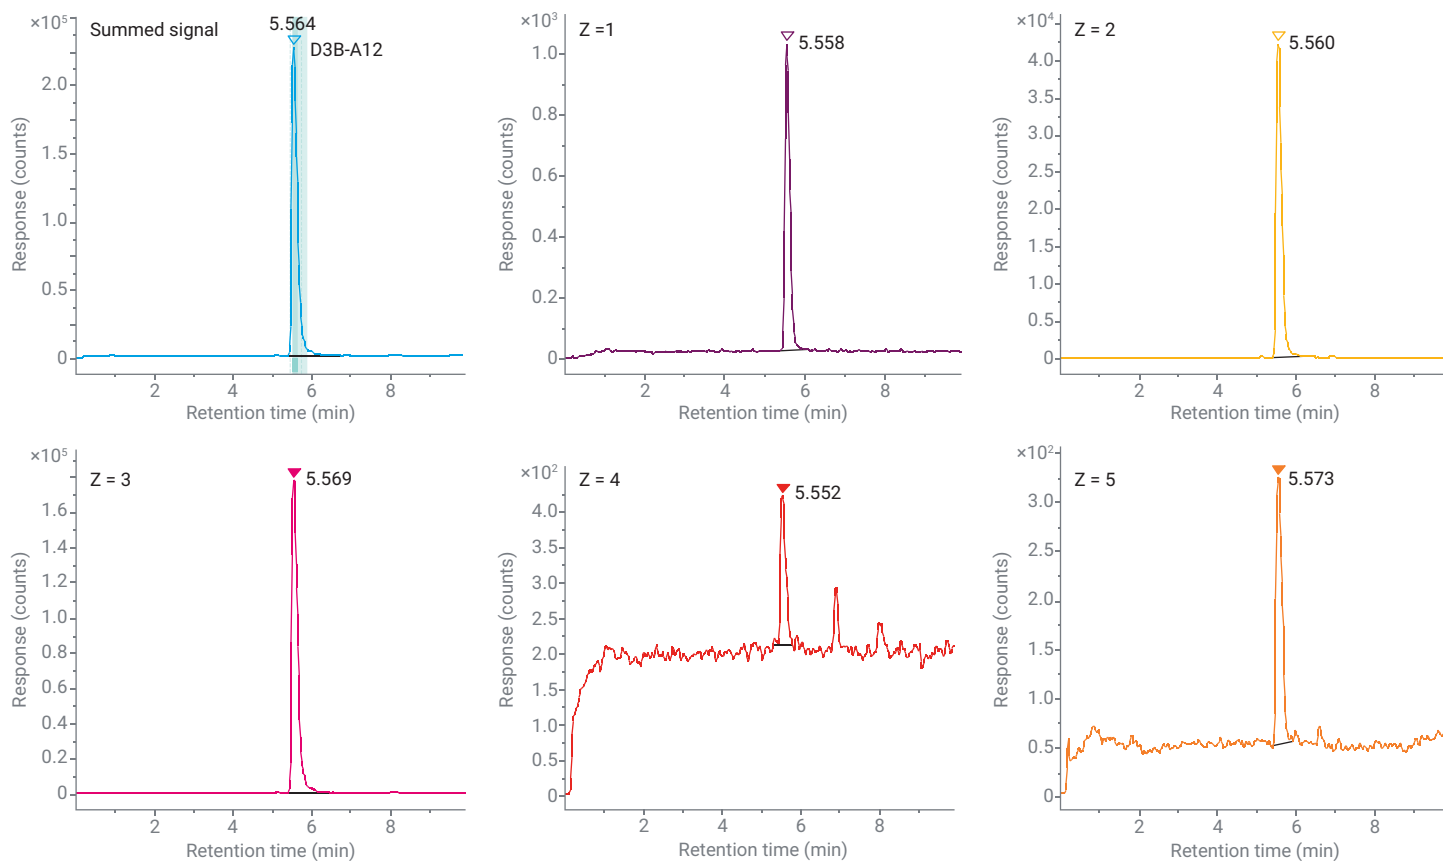 ×10⁵
Summed signal
5.564
D3B-A12
2.0
1.5
1.0
0.5
0
Response (counts)
2 4 6 8
Retention time (min)
×10³
Z =1
5.558
1.0
0.8
0.6
0.4
0.2
0
Response (counts)
2 4 6 8
Retention time (min)
×10⁴
Z = 2
5.560
4.0
3.5
3.0
2.5
2.0
1.5
1.0
0.5
0
Response (counts)
2 4 6 8
Retention time (min)
×10⁵
Z = 3
5.569
1.6
1.4
1.2
1.0
0.8
0.6
0.4
0.2
0
Response (counts)
2 4 6 8
Retention time (min)
×10²
Z = 4
5.552
4.0
3.5
3.0
2.5
2.0
1.5
1.0
0.5
0
Response (counts)
2 4 6 8
Retention time (min)
×10²
Z = 5
5.573
3.0
2.5
2.0
1.5
1.0
0.5
0
Response (counts)
2 4 6 8
Retention time (min)